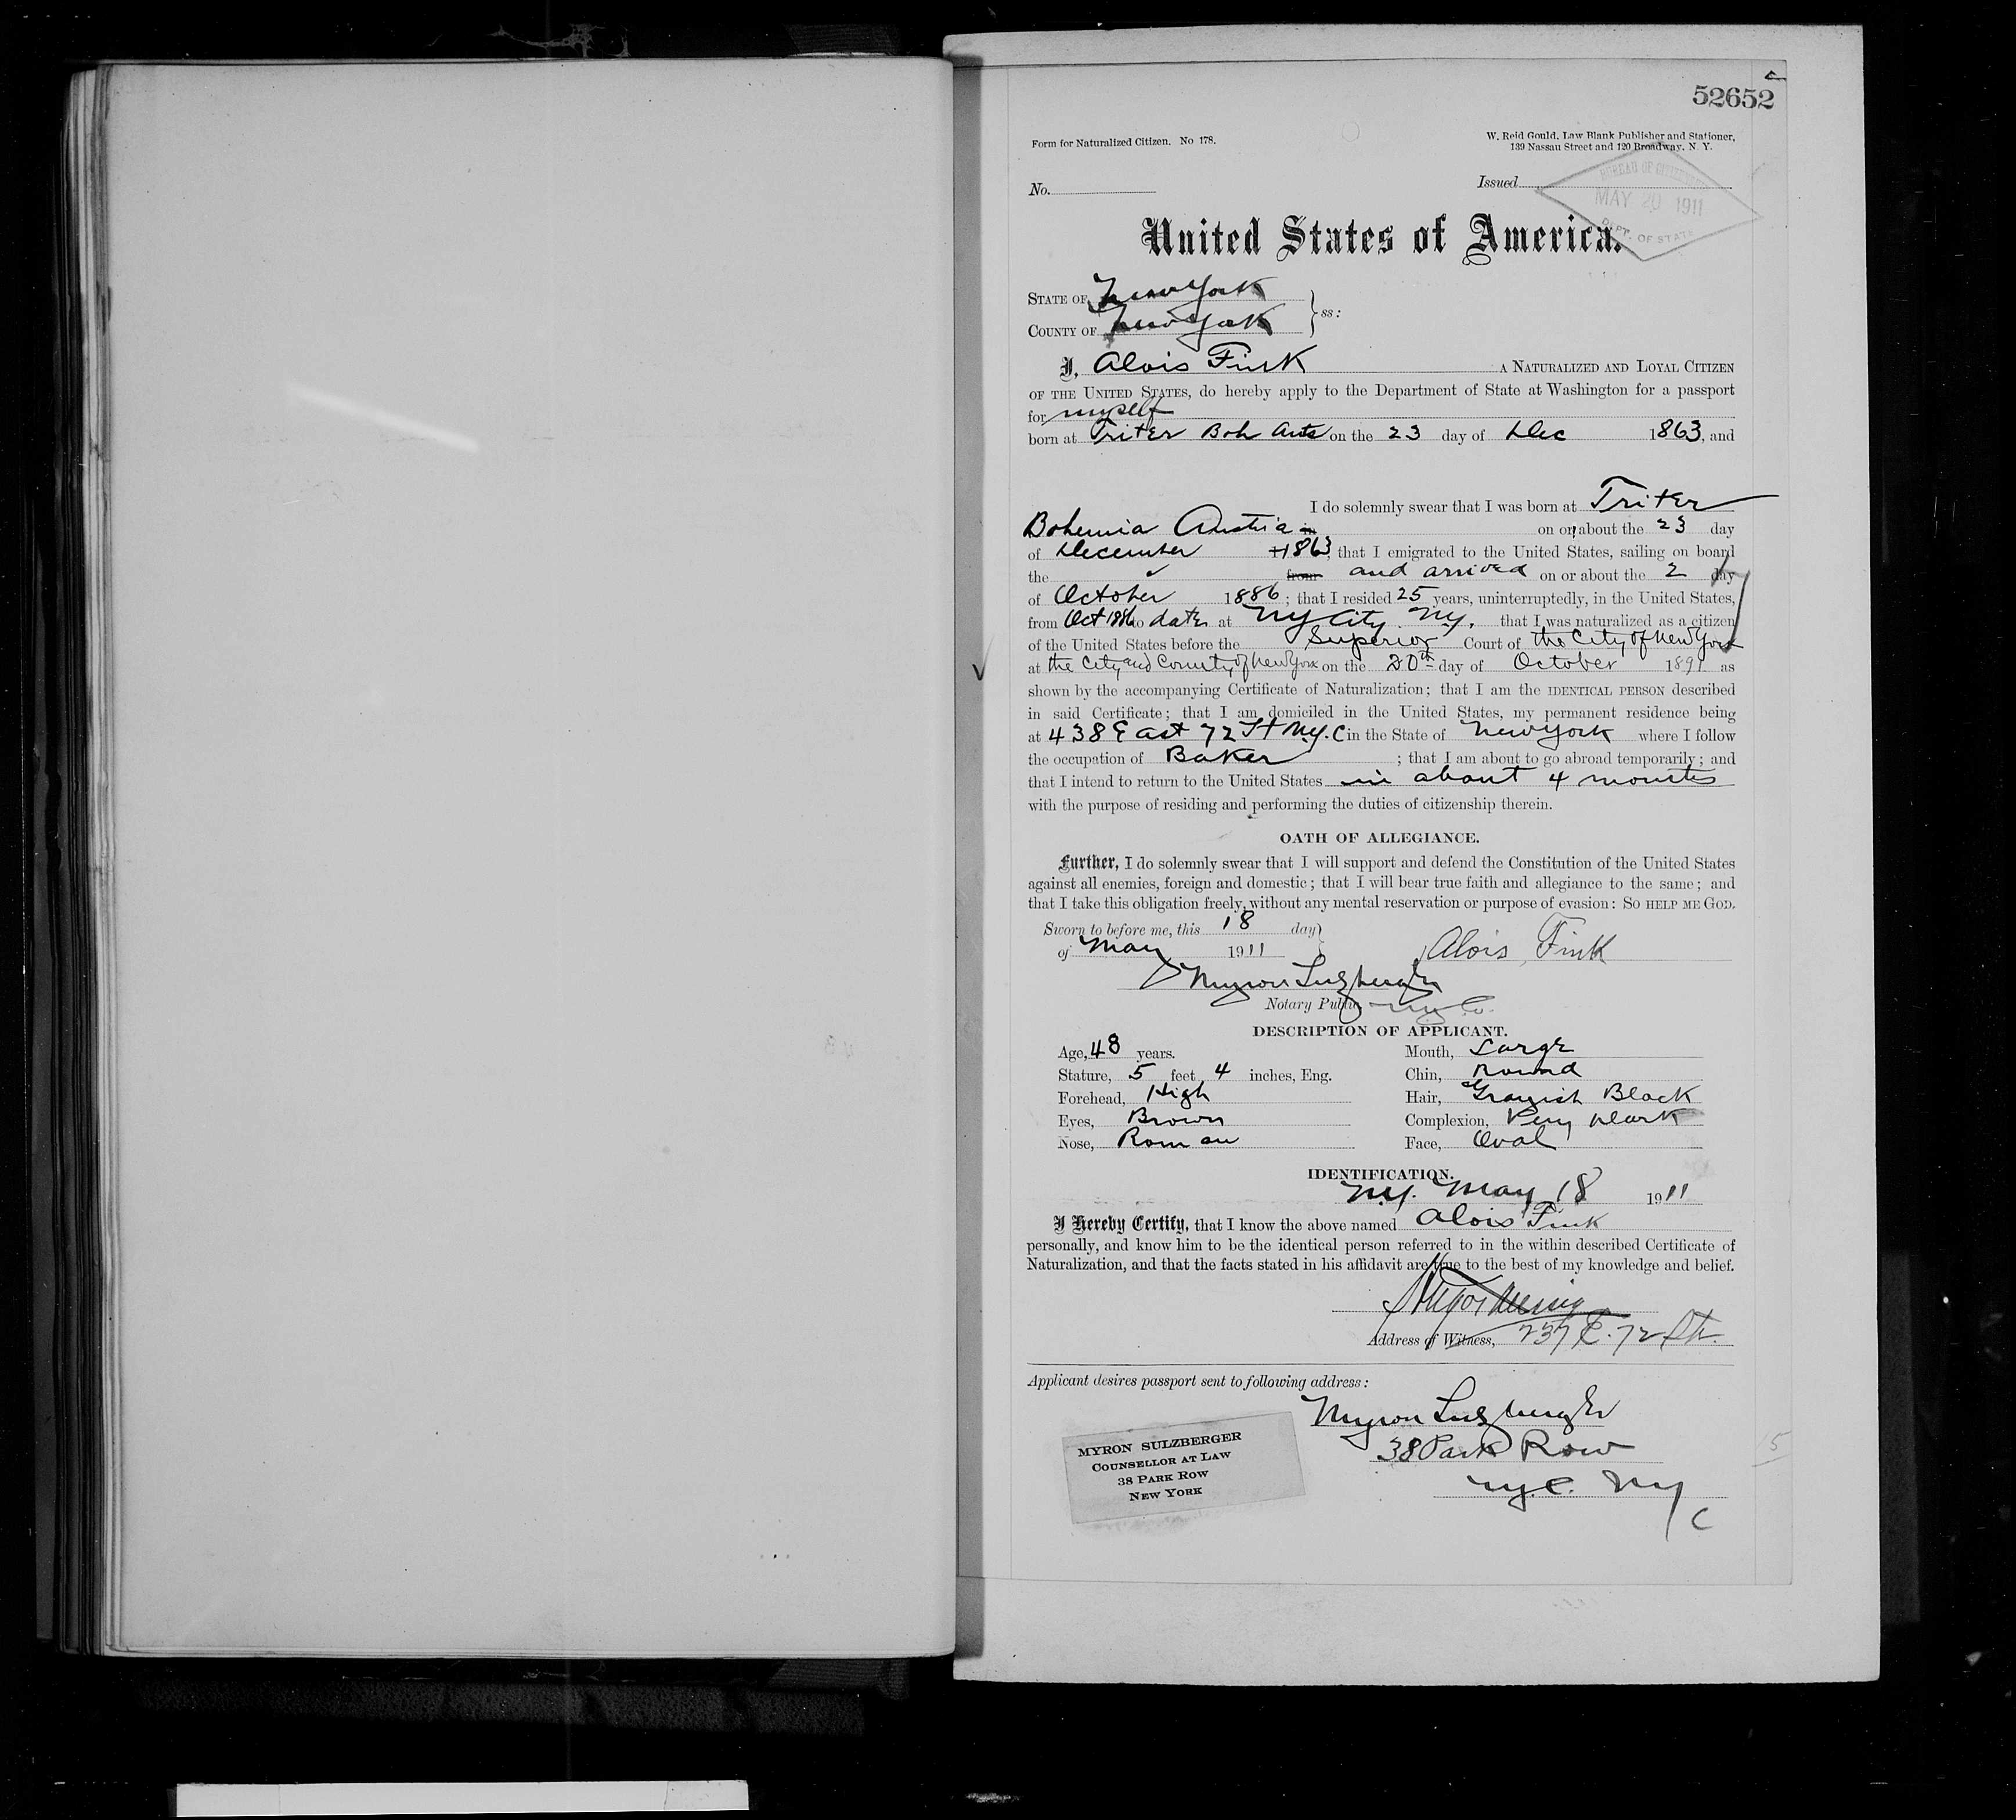 52652
Form for Naturalized Citizen. No 178.
W. Reid Gould, Law Blank Publisher and Stationer,
139 Nassau Street and 120 Broadway, N. Y.
No.
Issued
BUREAU OF CITIZENSHIP
MAY 20 1911
DEPT. OF STATE
United States of America.
STATE OF New York
COUNTY OF New York
} ss:
I, Alois Fink A NATURALIZED AND LOYAL CITIZEN
OF THE UNITED STATES, do hereby apply to the Department of State at Washington for a passport
for myself
born at Triter Boh Aust on the 23 day of Dec 1863, and
I do solemnly swear that I was born at Triter
Bohemia Austria in on or about the 23 day
of December 1863, that I emigrated to the United States, sailing on board
the from and arrived on or about the 2 day
of October 1886; that I resided 25 years, uninterruptedly, in the United States,
from Oct 1886 to date at NY City N.Y. that I was naturalized as a citizen
of the United States before the Superior Court of the City of New York
at the City and County of New York on the 20th day of October 1891 as
shown by the accompanying Certificate of Naturalization; that I am the IDENTICAL PERSON described
in said Certificate; that I am domiciled in the United States, my permanent residence being
at 438 East 72 St N.Y.C in the State of New York where I follow
the occupation of Baker ; that I am about to go abroad temporarily; and
that I intend to return to the United States in about 4 months
with the purpose of residing and performing the duties of citizenship therein.
OATH OF ALLEGIANCE.
Further, I do solemnly swear that I will support and defend the Constitution of the United States
against all enemies, foreign and domestic; that I will bear true faith and allegiance to the same; and
that I take this obligation freely, without any mental reservation or purpose of evasion: SO HELP ME GOD.
Sworn to before me, this 18 day
of May 1911
Alois Fink
Myron Sulzberger
Notary Public N.Y. Co.
DESCRIPTION OF APPLICANT.
Age, 48 years.
Mouth, Large
Stature, 5 feet 4 inches, Eng.
Chin, Round
Forehead, High
Hair, Grayish Black
Eyes, Brown
Complexion, Very dark
Nose, Roman
Face, Oval
IDENTIFICATION.
N.Y. May 18 1911
I Hereby Certify, that I know the above named Alois Fink
personally, and know him to be the identical person referred to in the within described Certificate of
Naturalization, and that the facts stated in his affidavit are true to the best of my knowledge and belief.
Address of Witness, 237 E. 72 Str.
Applicant desires passport sent to following address:
Myron Sulzberger
38 Park Row
N.Y.C. NY
MYRON SULZBERGER
COUNSELLOR AT LAW
38 PARK ROW
NEW YORK
5
C